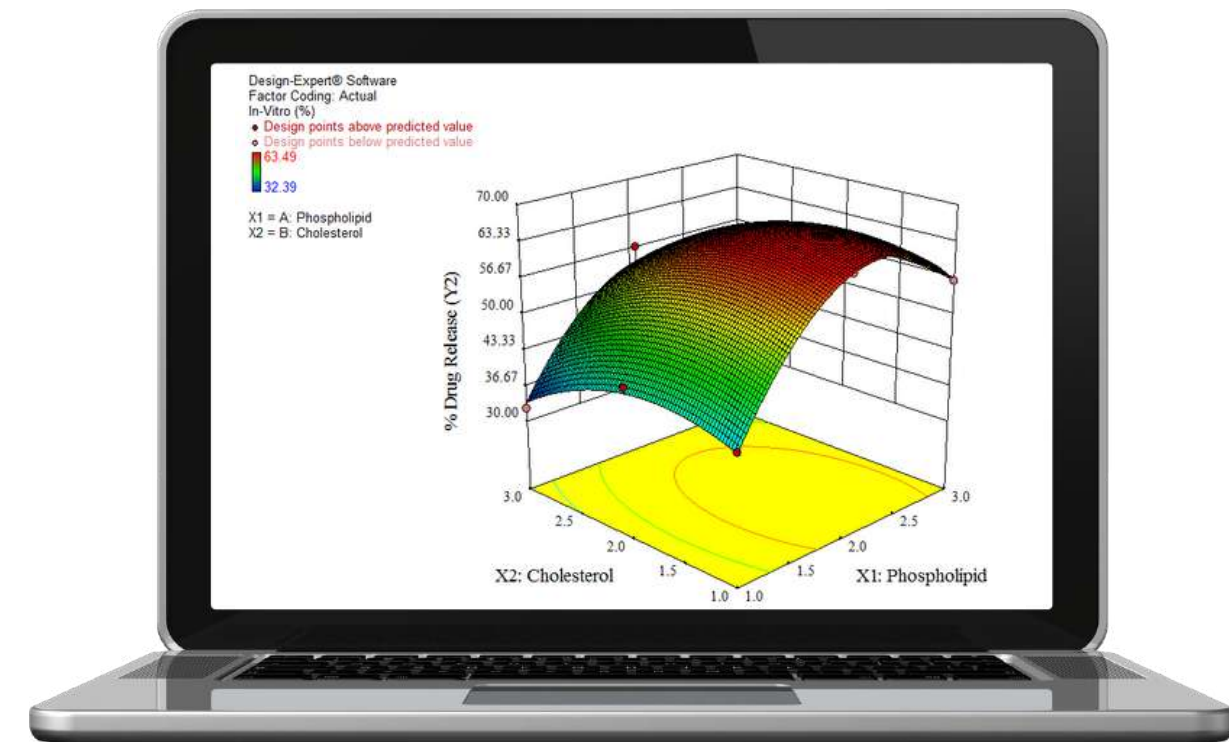 Design-Expert® Software
Factor Coding: Actual
In-Vitro (%)
Design points above predicted value
Design points below predicted value
63.49
32.39
X1 = A: Phospholipid
X2 = B: Cholesterol
% Drug Release (Y2)
70.00
63.33
56.67
50.00
43.33
36.67
30.00
3.0
2.5
2.0
1.5
1.0
X2: Cholesterol
1.0
1.5
2.0
2.5
3.0
X1: Phospholipid